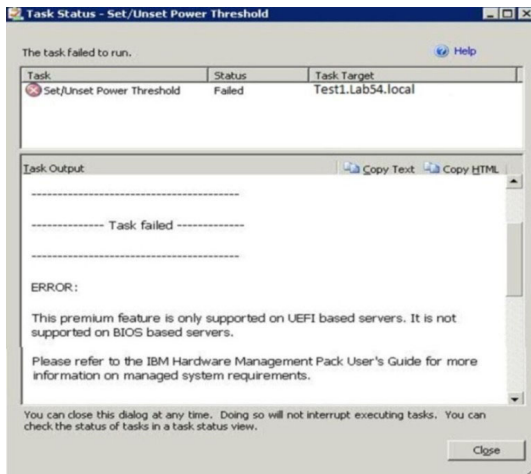 Task Status - Set/Unset Power Threshold
The task failed to run.
Help
Task Status Task Target
Set/Unset Power Threshold Failed Test1.Lab54.local
Task Output Copy Text Copy HTML
----------------------------------------
-------------- Task failed -------------
----------------------------------------
ERROR:
This premium feature is only supported on UEFI based servers. It is not
supported on BIOS based servers.
Please refer to the IBM Hardware Management Pack User's Guide for more
information on managed system requirements.
You can close this dialog at any time. Doing so will not interrupt executing tasks. You can
check the status of tasks in a task status view.
Close